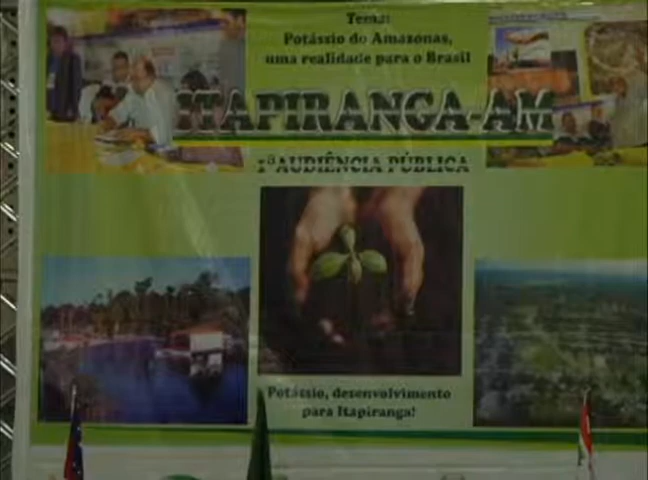 Tema:
Potássio do Amazonas,
uma realidade para o Brasil
ITAPIRANGA-AM
1ª AUDIÊNCIA PÚBLICA
Potássio, desenvolvimento
para Itapiranga!